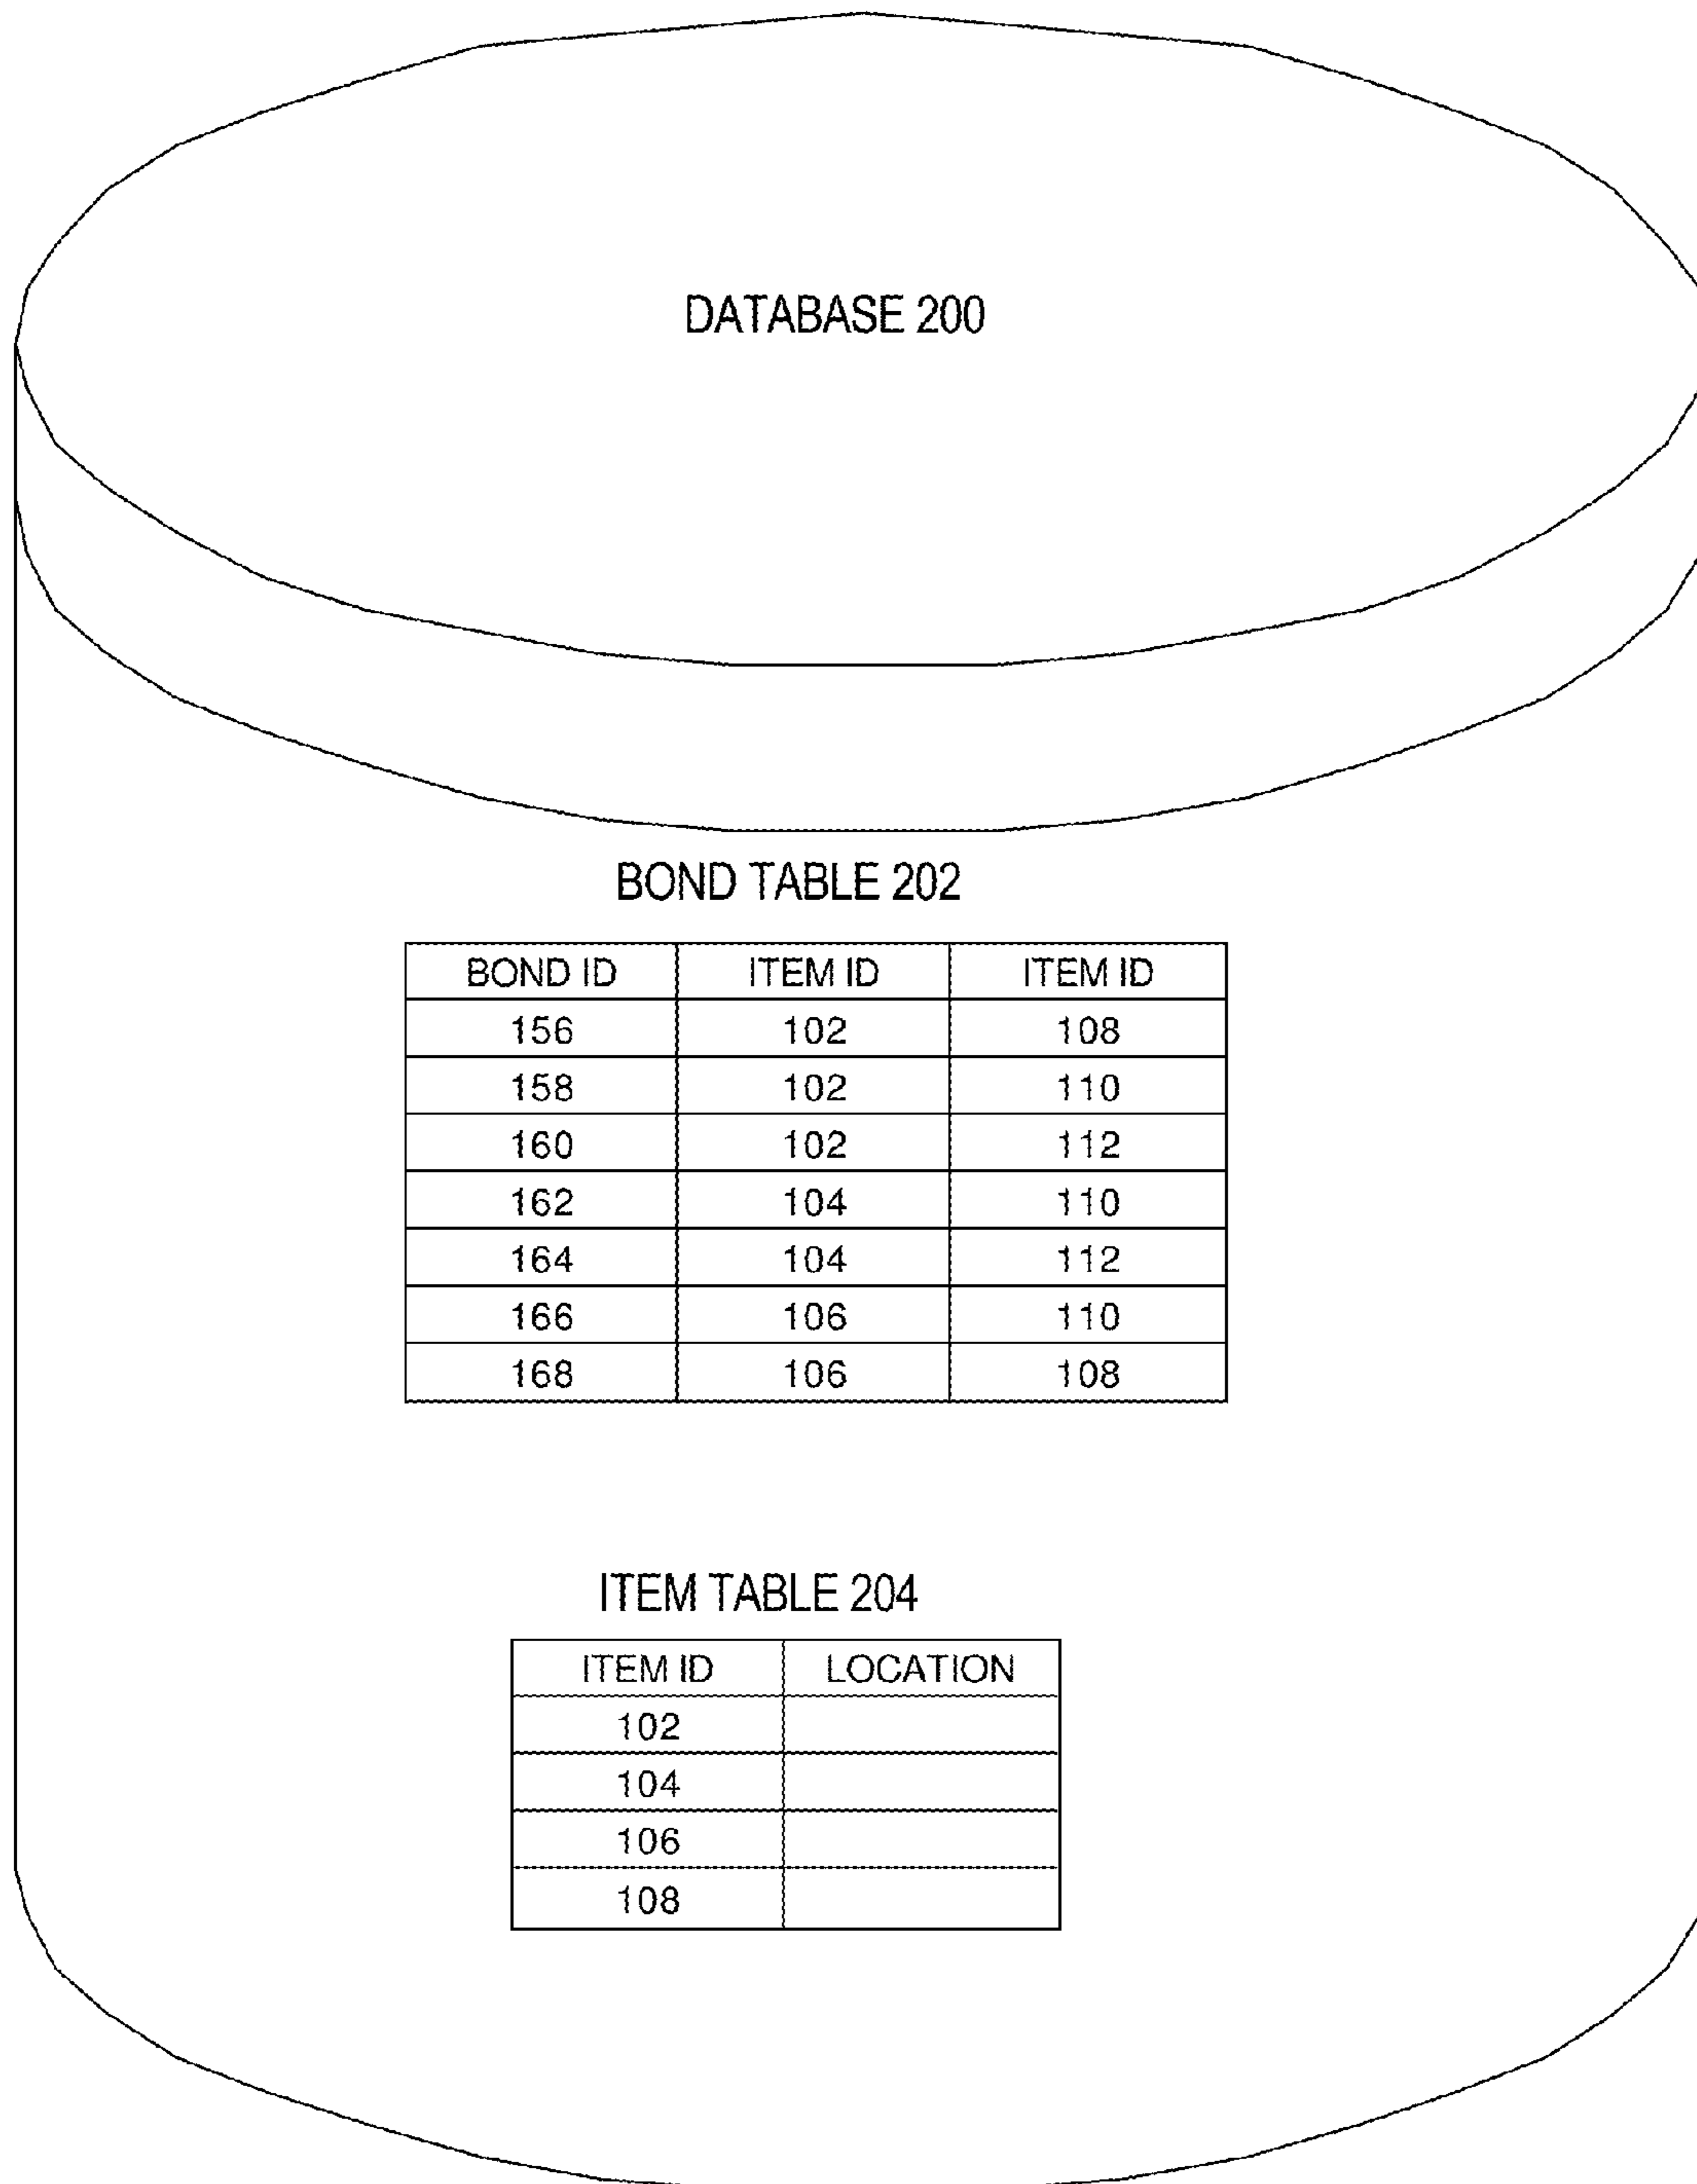 DATABASE 200
BOND TABLE 202
BOND ID ITEM ID ITEM ID
156 102 108
158 102 110
160 102 112
162 104 110
164 104 112
166 106 110
168 106 108
ITEM TABLE 204
ITEM ID LOCATION
102
104
106
108